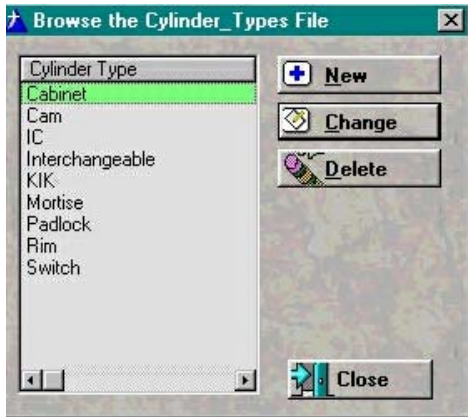 Browse the Cylinder_Types File
Cylinder Type
Cabinet
Cam
IC
Interchangeable
KIK
Mortise
Padlock
Rim
Switch
New
Change
Delete
Close